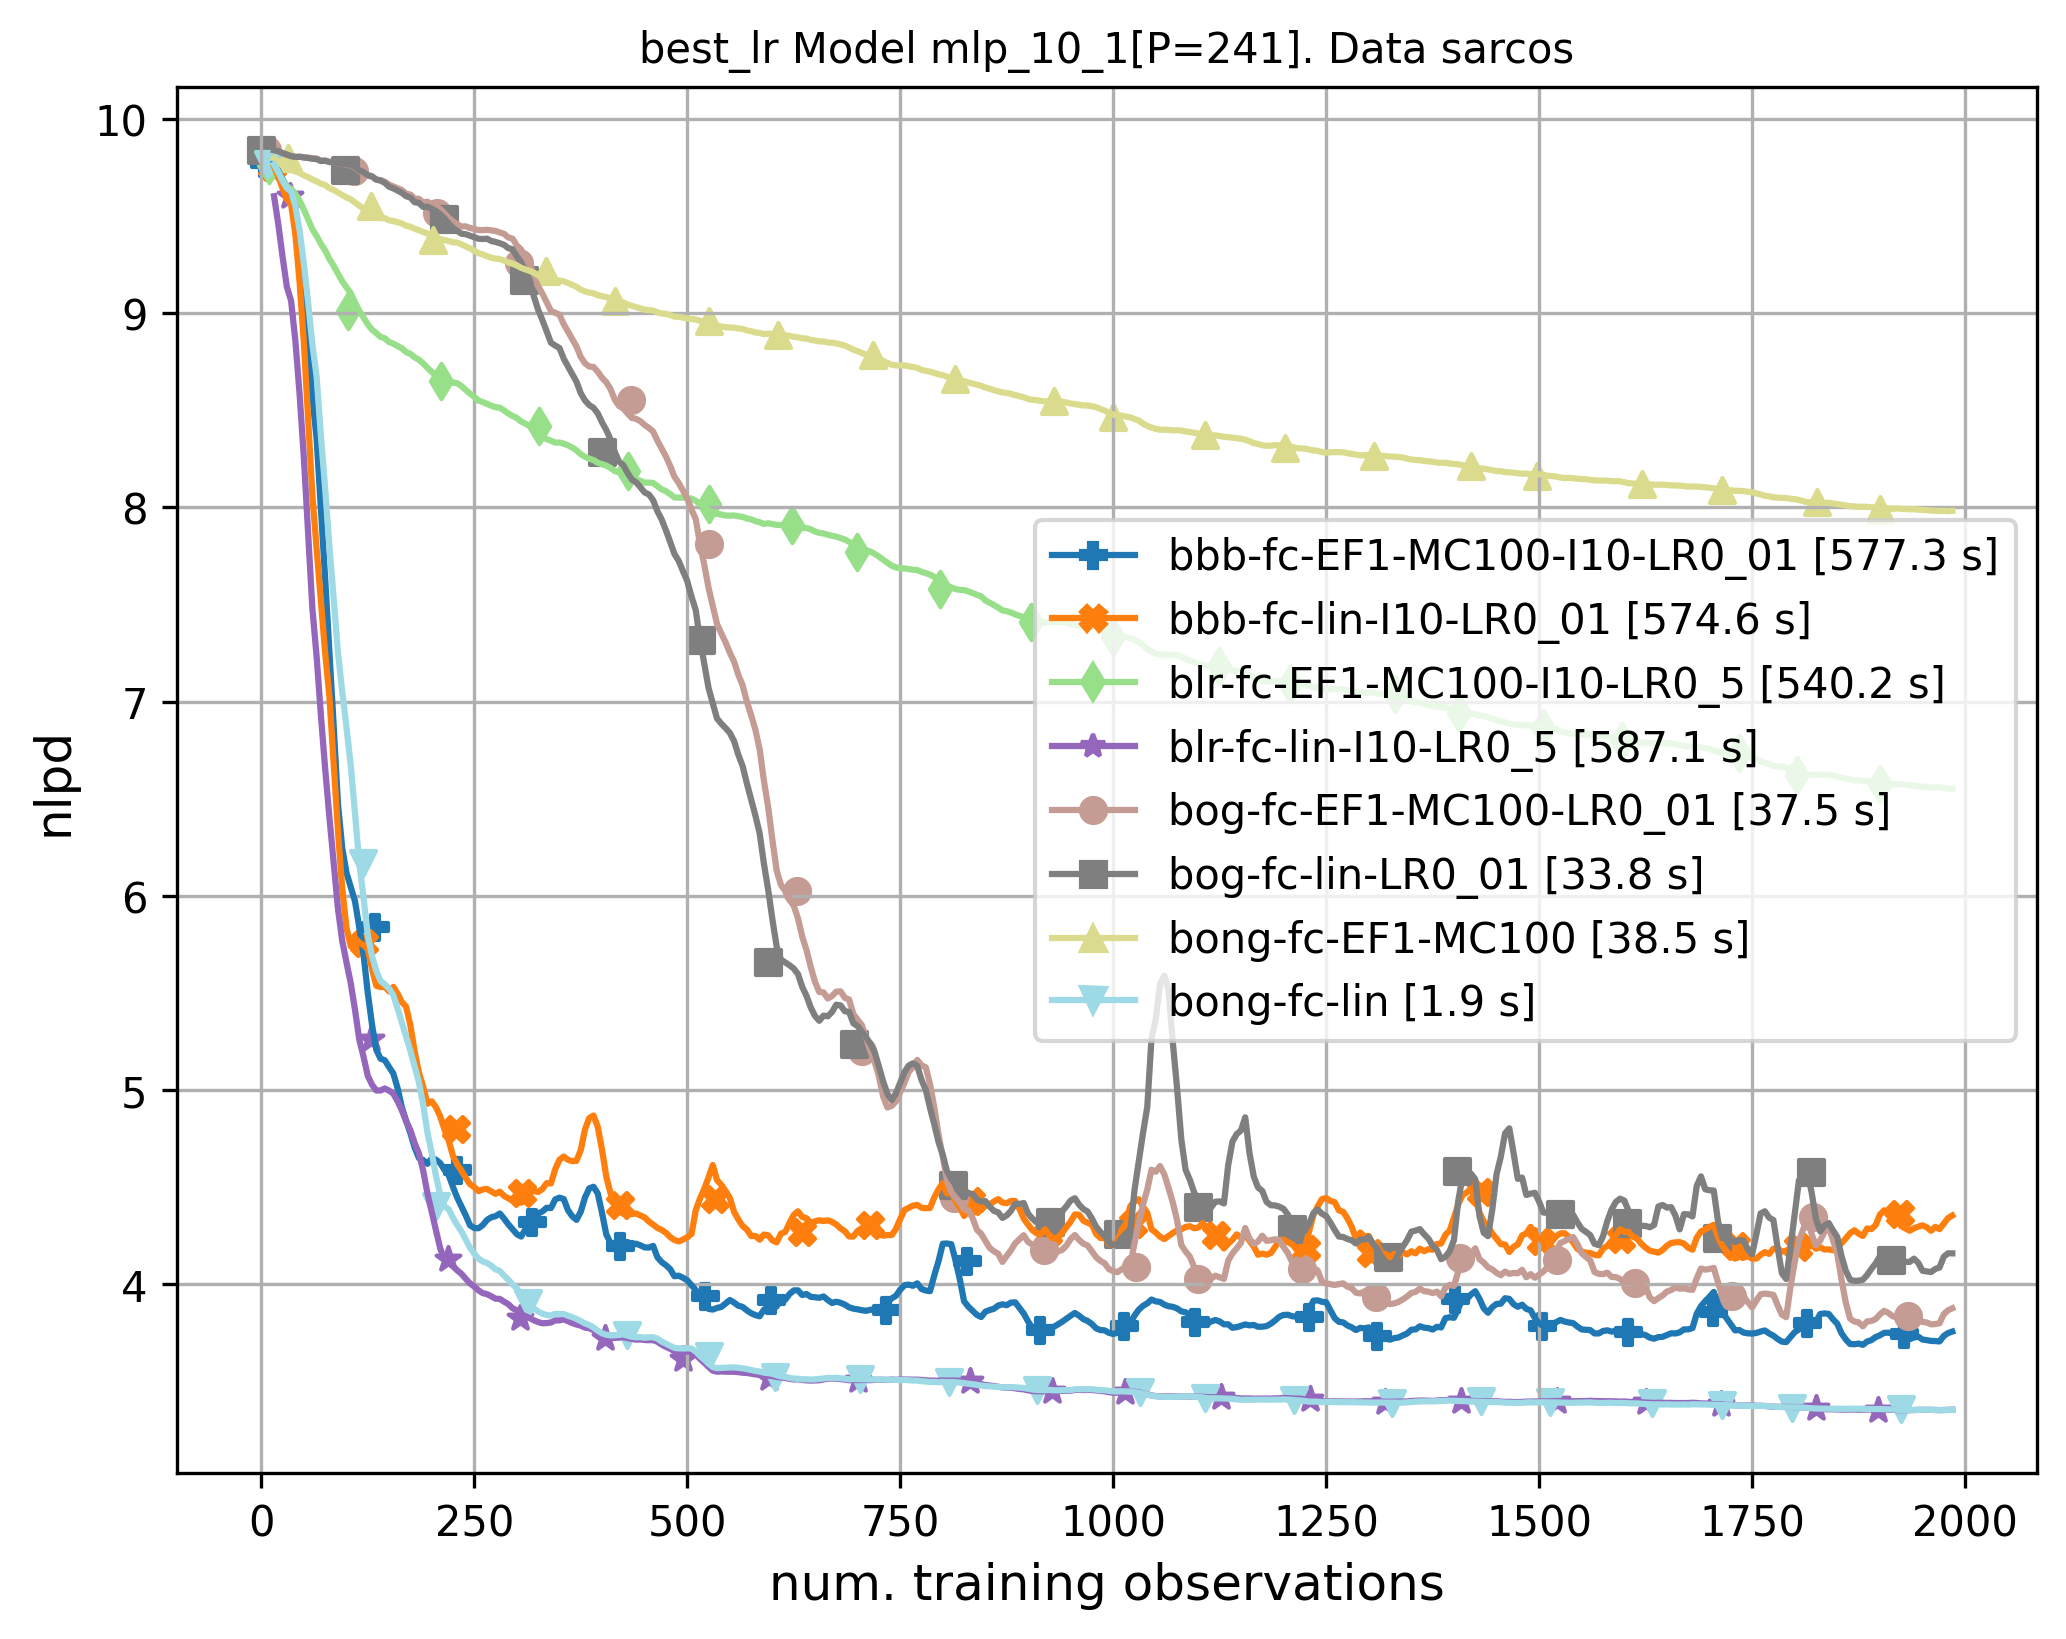 best_lr Model mlp_10_1[P=241]. Data sarcos
10
9
8
7
6
5
4
nlpd
bbb-fc-EF1-MC100-I10-LR0_01 [577.3 s]
bbb-fc-lin-I10-LR0_01 [574.6 s]
blr-fc-EF1-MC100-I10-LR0_5 [540.2 s]
blr-fc-lin-I10-LR0_5 [587.1 s]
bog-fc-EF1-MC100-LR0_01 [37.5 s]
bog-fc-lin-LR0_01 [33.8 s]
bong-fc-EF1-MC100 [38.5 s]
bong-fc-lin [1.9 s]
0 250 500 750 1000 1250 1500 1750 2000
num. training observations